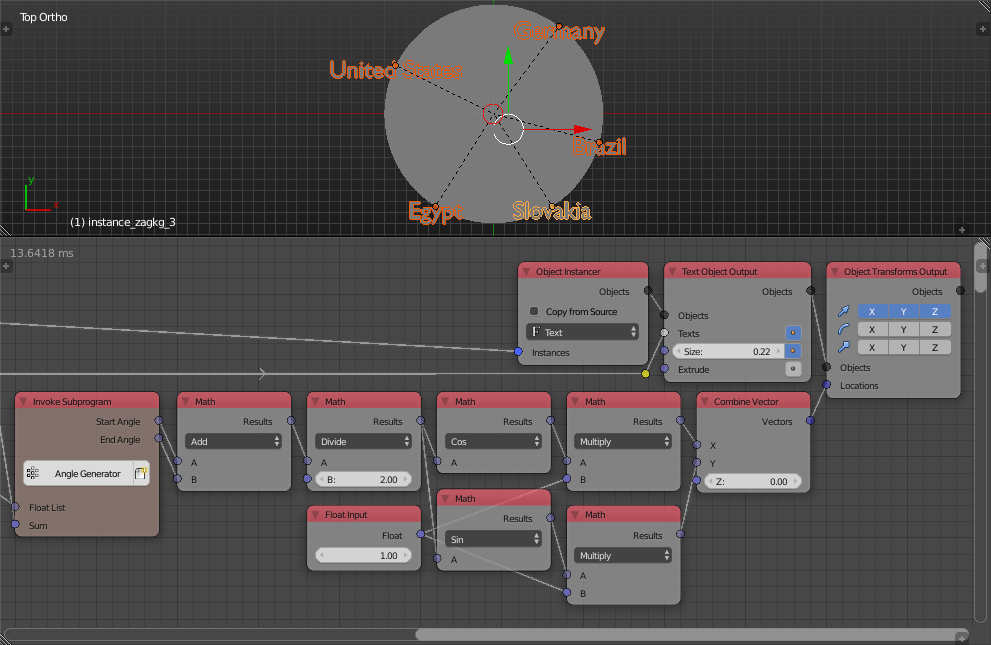 Top Ortho
Germany
United States
Brazil
Egypt
Slovakia
y
x
(1) instance_zagkg_3
13.6418 ms
Object Instancer
Objects
Copy from Source
Text
Instances
Text Object Output
Objects
Objects
Texts
Size: 0.22
Extrude
Object Transforms Output
Objects
X Y Z
X Y Z
X Y Z
Objects
Locations
Invoke Subprogram
Start Angle
End Angle
Angle Generator
Float List
Sum
Math
Results
Add
A
B
Math
Results
Divide
A
B: 2.00
Float Input
Float
1.00
Math
Results
Cos
A
Math
Results
Sin
A
Math
Results
Multiply
A
B
Math
Results
Multiply
A
B
Combine Vector
Vectors
X
Y
Z: 0.00